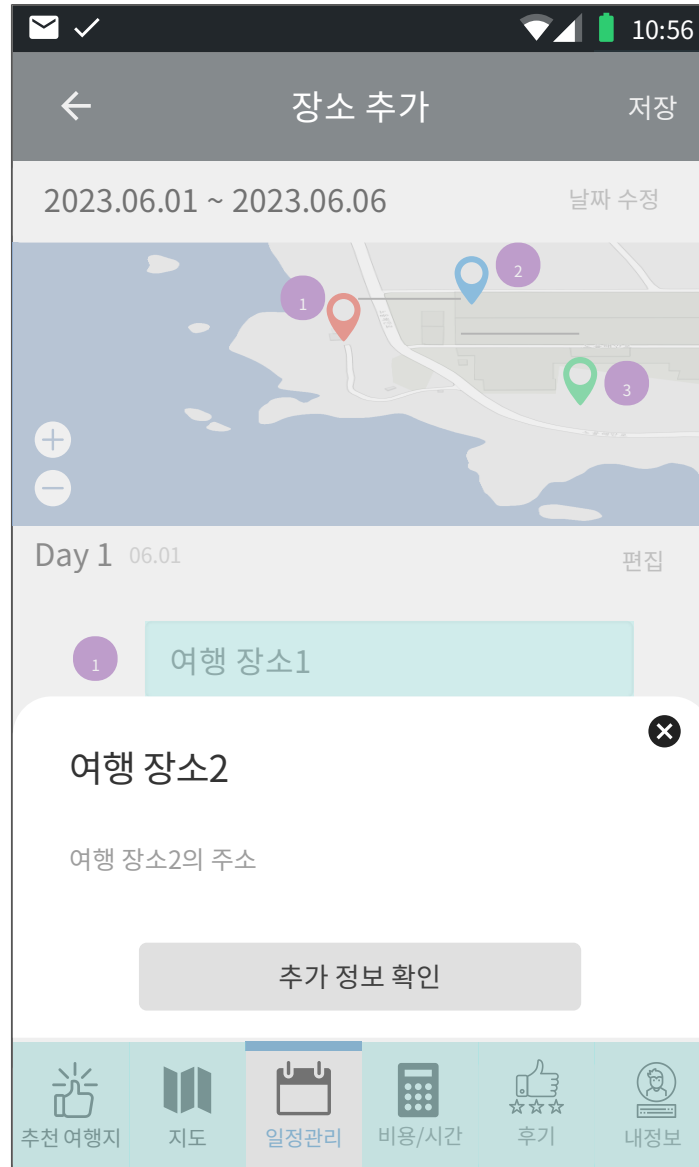 10:56
장소 추가
저장
2023.06.01 ~ 2023.06.06
날짜 수정
1
2
3
Day 1 06.01
편집
1
여행 장소1
여행 장소2
여행 장소2의 주소
추가 정보 확인
추천 여행지
지도
일정관리
비용/시간
후기
내정보